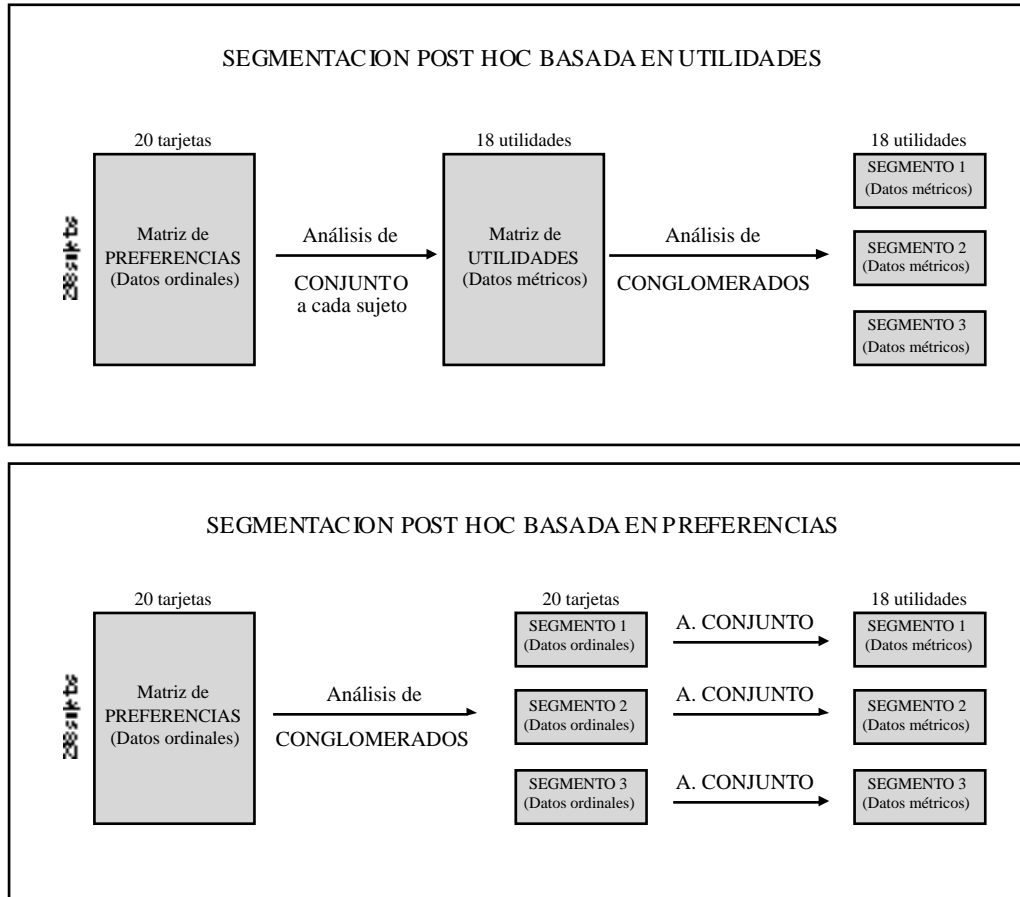 SEGMENTACION POST HOC BASADA EN UTILIDADES
20 tarjetas
18 utilidades
18 utilidades
298 sujetos
Matriz de
PREFERENCIAS
(Datos ordinales)
Análisis de
CONJUNTO
a cada sujeto
Matriz de
UTILIDADES
(Datos métricos)
Análisis de
CONGLOMERADOS
SEGMENTO 1
(Datos métricos)
SEGMENTO 2
(Datos métricos)
SEGMENTO 3
(Datos métricos)
SEGMENTACION POST HOC BASADA EN PREFERENCIAS
20 tarjetas
20 tarjetas
18 utilidades
298 sujetos
Matriz de
PREFERENCIAS
(Datos ordinales)
Análisis de
CONGLOMERADOS
SEGMENTO 1
(Datos ordinales)
A. CONJUNTO
SEGMENTO 1
(Datos métricos)
SEGMENTO 2
(Datos ordinales)
A. CONJUNTO
SEGMENTO 2
(Datos métricos)
SEGMENTO 3
(Datos ordinales)
A. CONJUNTO
SEGMENTO 3
(Datos métricos)